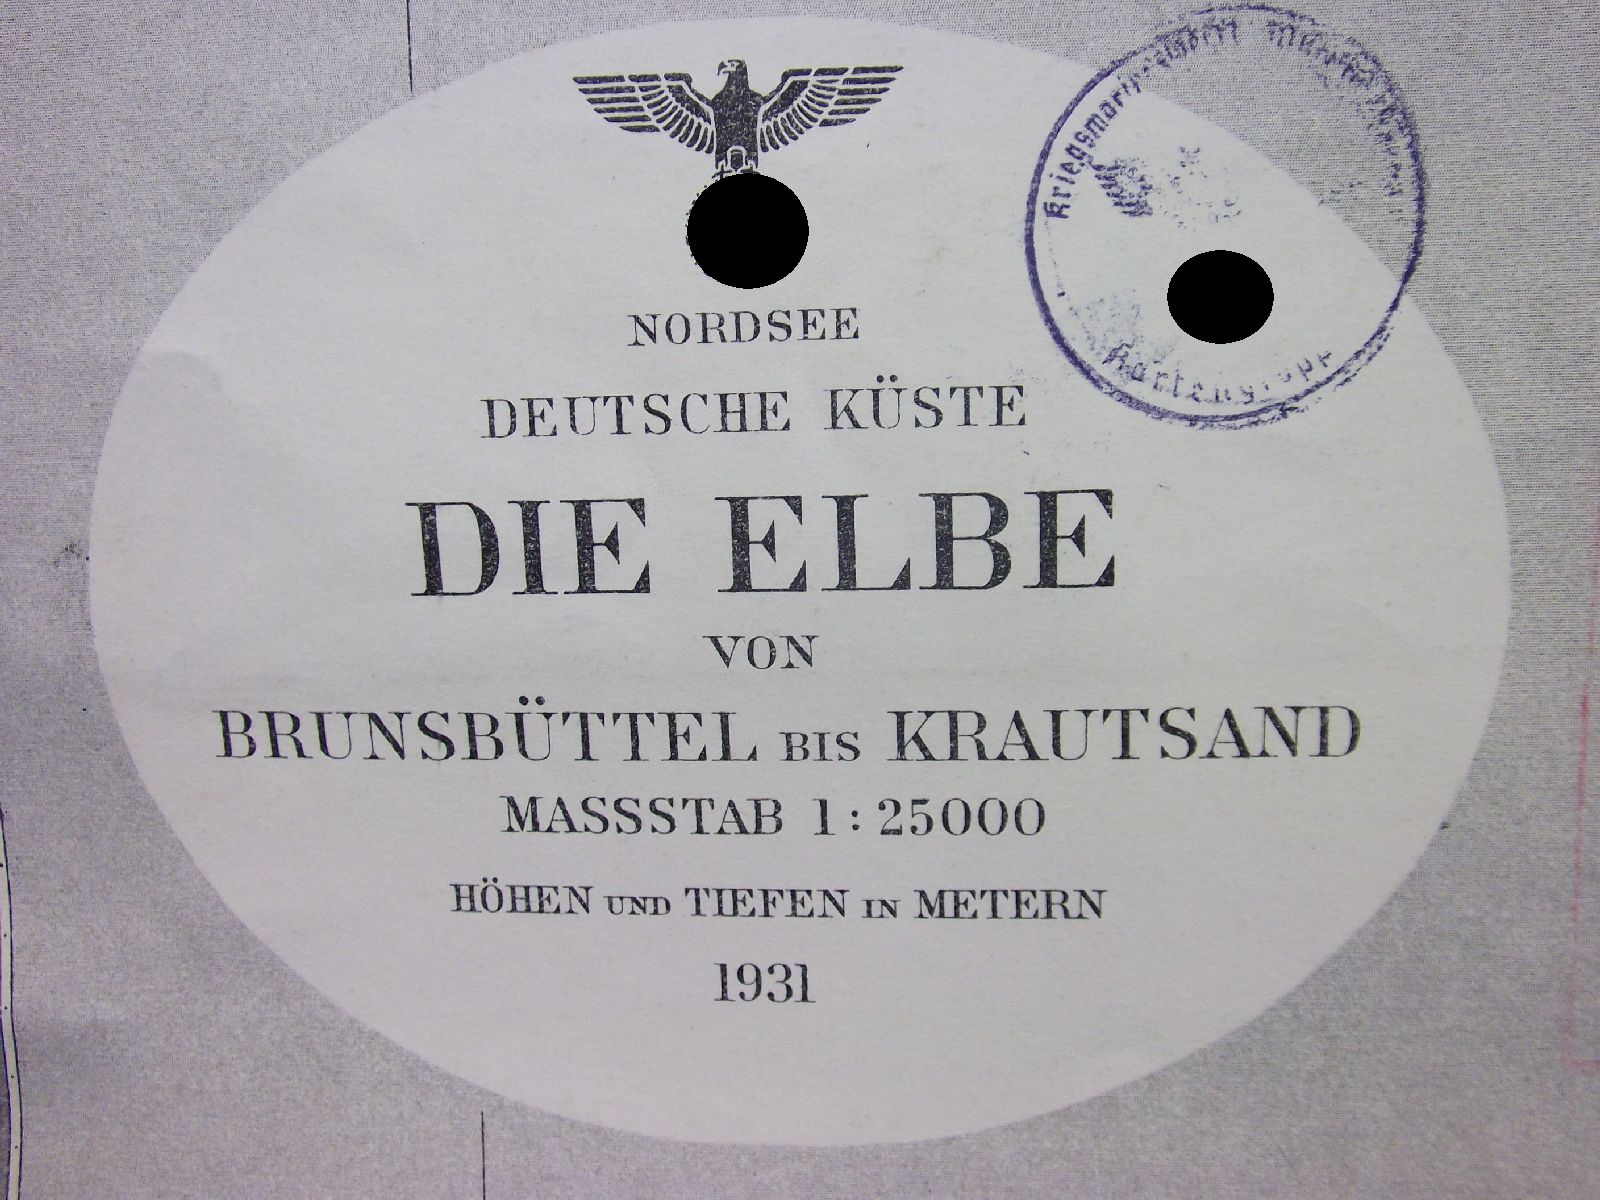 NORDSEE
DEUTSCHE KÜSTE
DIE ELBE
VON
BRUNSBÜTTEL BIS KRAUTSAND
MASSSTAB 1:25000
HÖHEN UND TIEFEN IN METERN
1931